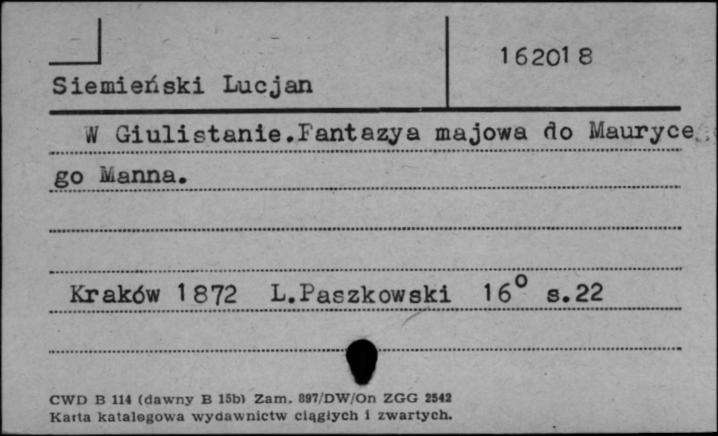 162018
Siemieński Lucjan
W Giulistanie.Fantazya majowa do Mauryce
go Manna.
Kraków 1872 L.Paszkowski 16° s.22
CWD B 114 (dawny B 15b) Zam. 897/DW/On ZGG 2542
Karta katalogowa wydawnictw ciągłych i zwartych.